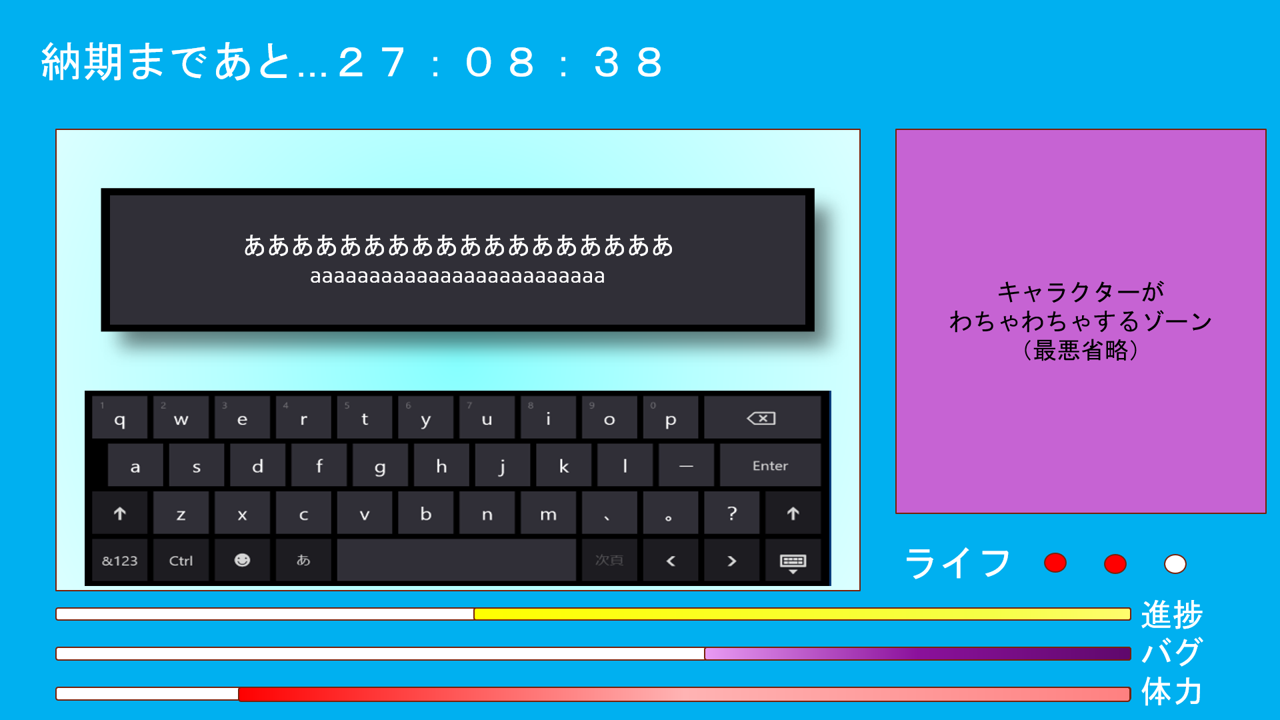 納期まであと…２７：０８：３８
ああああああああああああああああああ
aaaaaaaaaaaaaaaaaaaaaaaaa
キャラクターが
わちゃわちゃするゾーン
（最悪省略）
1 2 3 4 5 6 7 8 9 0
q w e r t y u i o p
a s d f g h j k l － Enter
z x c v b n m 、 。 ?
&123 Ctrl あ 次頁 < >
ライフ
進捗
バグ
体力